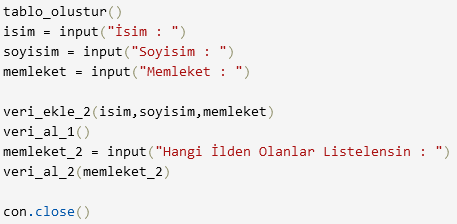 tablo_olustur()
isim = input("İsim : ")
soyisim = input("Soyisim : ")
memleket = input("Memleket : ")
veri_ekle_2(isim,soyisim,memleket)
veri_al_1()
memleket_2 = input("Hangi İlden Olanlar Listelensin : ")
veri_al_2(memleket_2)
con.close()